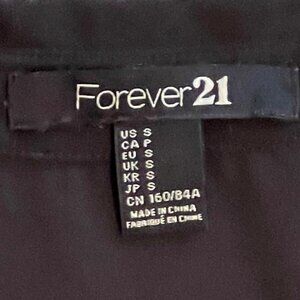 Forever21
US S
CA P
EU S
UK S
KR S
JP S
CN 160/84A
MADE IN CHINA
FABRIQUÉ EN CHINE